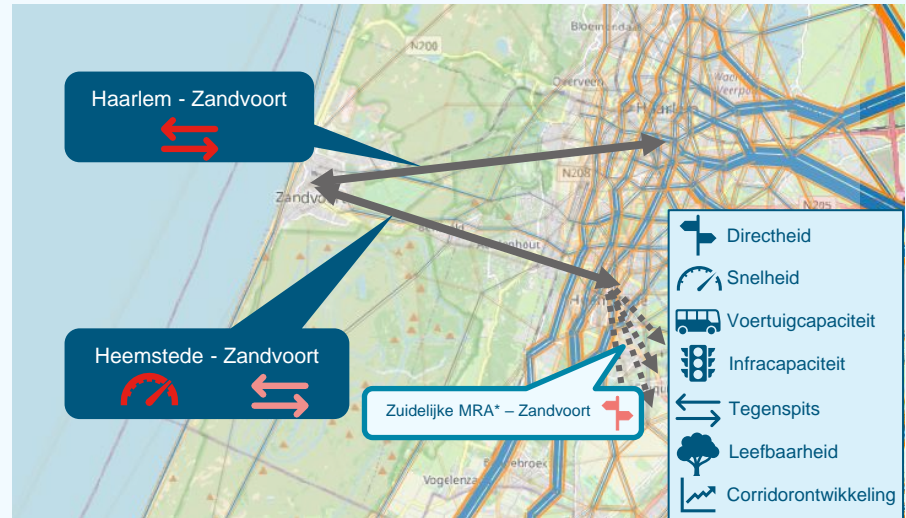 Bloemendaal
N200
Overveen
Haarlem
Haarlem - Zandvoort
N208
N205
Zandvoort
Directheid
Snelheid
Voertuigcapaciteit
Heemstede - Zandvoort
Infracapaciteit
Zuidelijke MRA* – Zandvoort
Tegenspits
Leefbaarheid
Vogelenza
Corridorontwikkeling